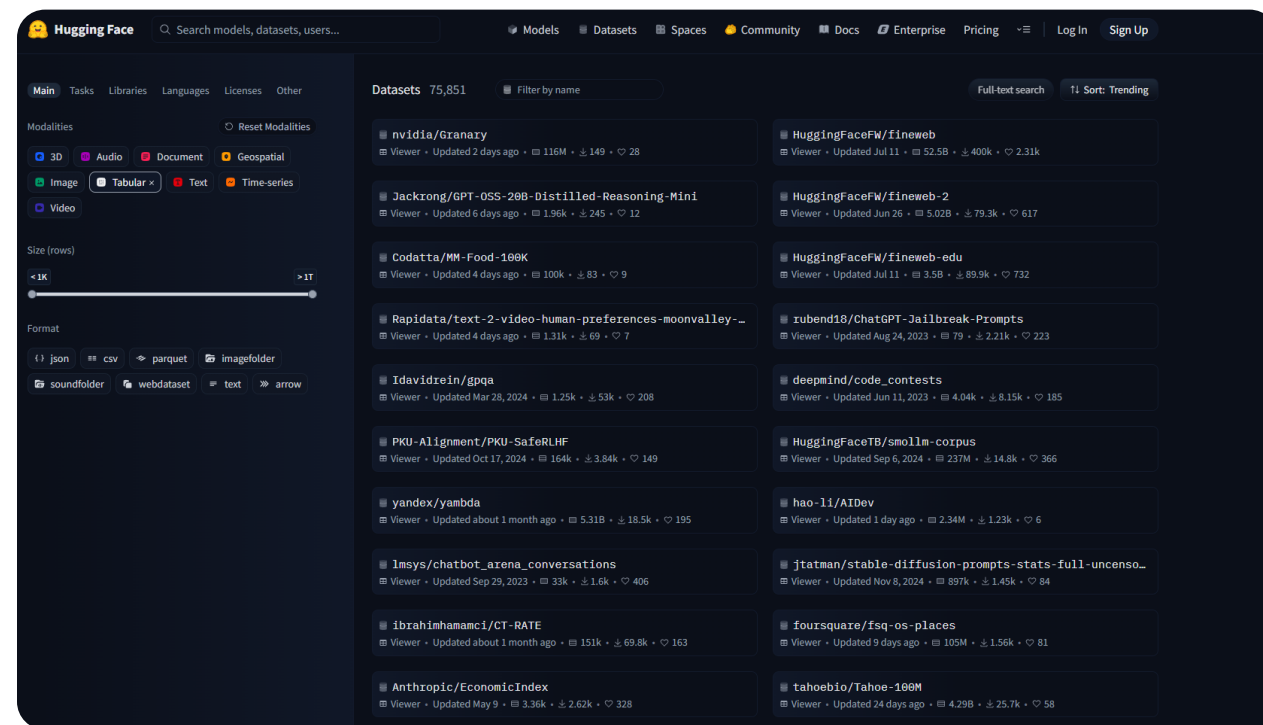 Hugging Face
Search models, datasets, users...
Models
Datasets
Spaces
Community
Docs
Enterprise
Pricing
Log In
Sign Up
Main Tasks Libraries Languages Licenses Other
Modalities
Reset Modalities
3D Audio Document Geospatial
Image Tabular × Text Time-series
Video
Size (rows)
< 1K
> 1T
Format
json csv parquet imagefolder
soundfolder webdataset text arrow
Datasets 75,851
Filter by name
Full-text search
Sort: Trending
nvidia/Granary
Viewer • Updated 2 days ago • 116M • 149 • 28
HuggingFaceFW/fineweb
Viewer • Updated Jul 11 • 52.5B • 400k • 2.31k
Jackrong/GPT-OSS-20B-Distilled-Reasoning-Mini
Viewer • Updated 6 days ago • 1.96k • 245 • 12
HuggingFaceFW/fineweb-2
Viewer • Updated Jun 26 • 5.02B • 79.3k • 617
Codatta/MM-Food-100K
Viewer • Updated 4 days ago • 100k • 83 • 9
HuggingFaceFW/fineweb-edu
Viewer • Updated Jul 11 • 3.5B • 89.9k • 732
Rapidata/text-2-video-human-preferences-moonvalley-…
Viewer • Updated 4 days ago • 1.31k • 69 • 7
rubend18/ChatGPT-Jailbreak-Prompts
Viewer • Updated Aug 24, 2023 • 79 • 2.21k • 223
Idavidrein/gpqa
Viewer • Updated Mar 28, 2024 • 1.25k • 53k • 208
deepmind/code_contests
Viewer • Updated Jun 11, 2023 • 4.04k • 8.15k • 185
PKU-Alignment/PKU-SafeRLHF
Viewer • Updated Oct 17, 2024 • 164k • 3.84k • 149
HuggingFaceTB/smollm-corpus
Viewer • Updated Sep 6, 2024 • 237M • 14.8k • 366
yandex/yambda
Viewer • Updated about 1 month ago • 5.31B • 18.5k • 195
hao-li/AIDev
Viewer • Updated 1 day ago • 2.34M • 1.23k • 6
lmsys/chatbot_arena_conversations
Viewer • Updated Sep 29, 2023 • 33k • 1.6k • 406
jtatman/stable-diffusion-prompts-stats-full-uncenso…
Viewer • Updated Nov 8, 2024 • 897k • 1.45k • 84
ibrahimhamamci/CT-RATE
Viewer • Updated about 1 month ago • 151k • 69.8k • 163
foursquare/fsq-os-places
Viewer • Updated 9 days ago • 105M • 1.56k • 81
Anthropic/EconomicIndex
Viewer • Updated May 9 • 3.36k • 2.62k • 328
tahoebio/Tahoe-100M
Viewer • Updated 24 days ago • 4.29B • 25.7k • 58